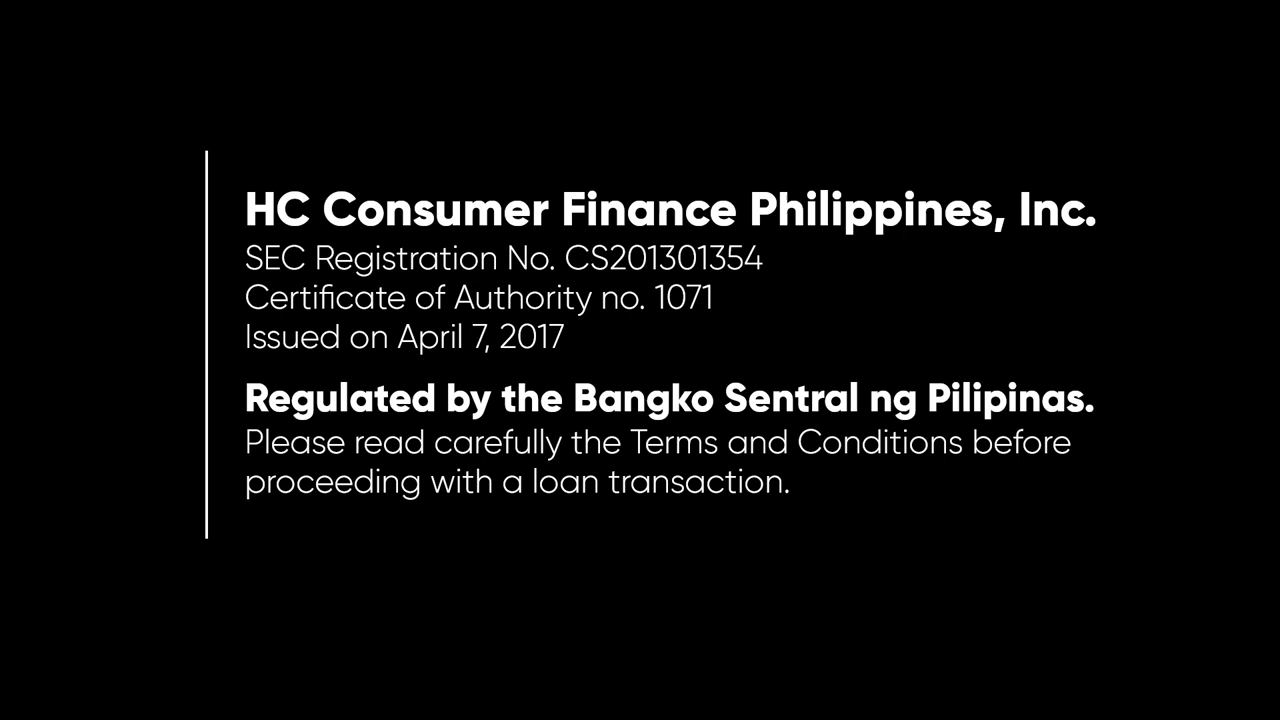 HC Consumer Finance Philippines, Inc.
SEC Registration No. CS201301354
Certificate of Authority no. 1071
Issued on April 7, 2017
Regulated by the Bangko Sentral ng Pilipinas.
Please read carefully the Terms and Conditions before
proceeding with a loan transaction.